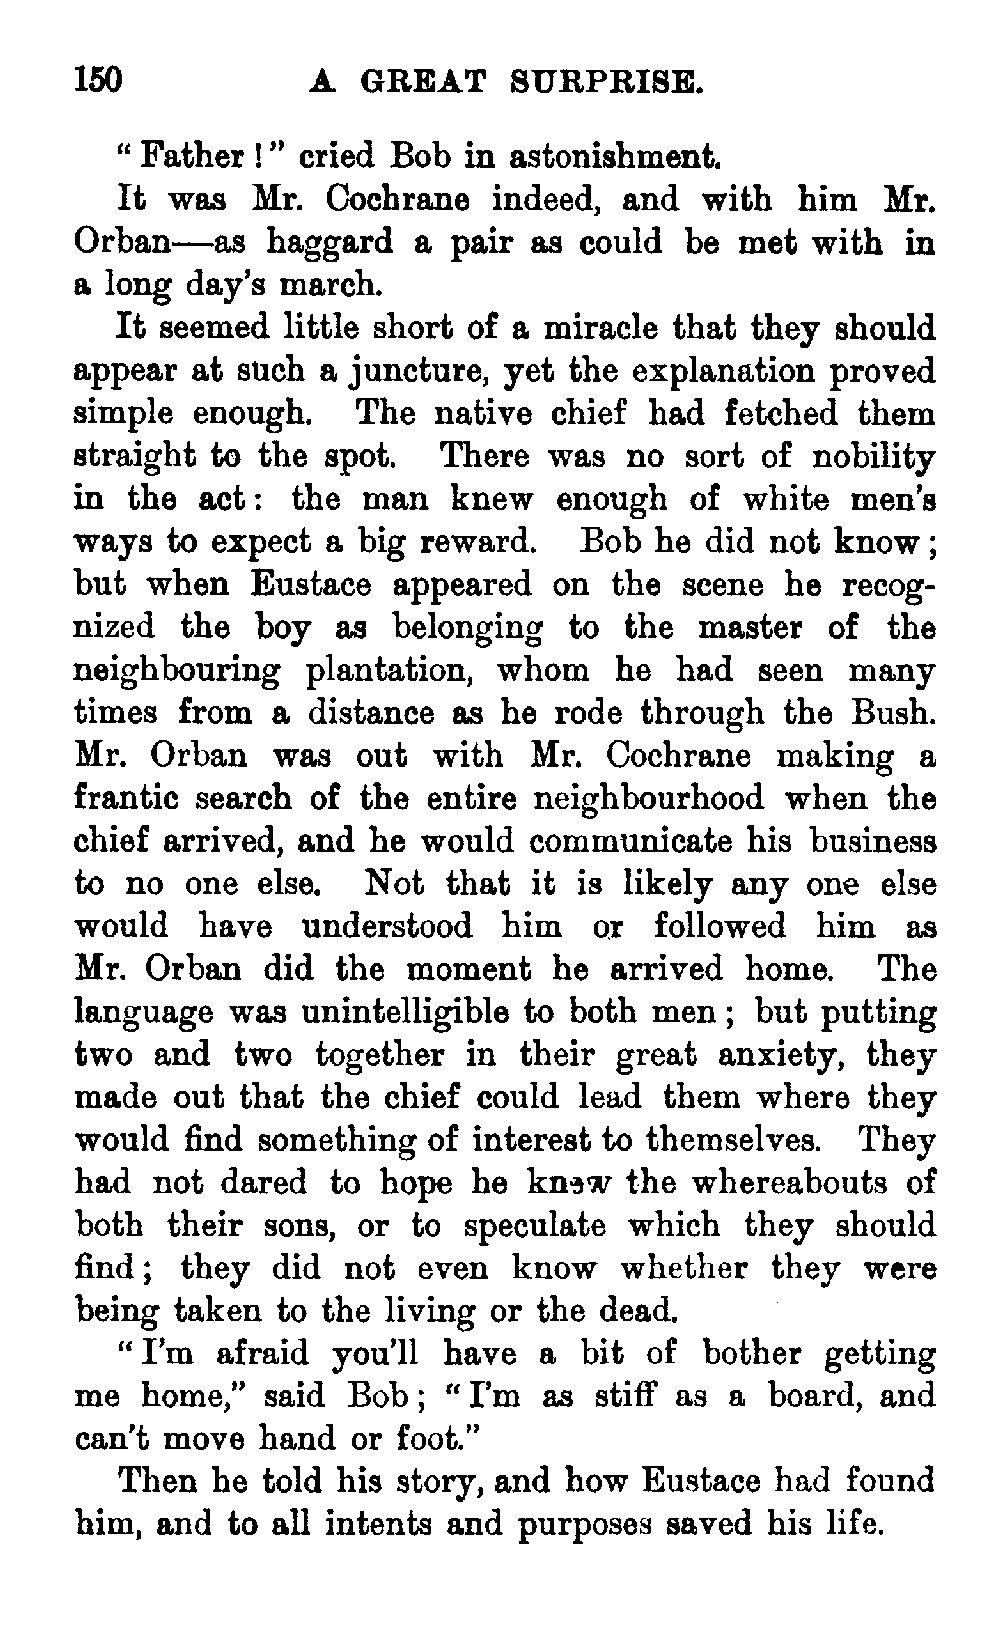 150 A GREAT SURPRISE.
“ Father ! ” cried Bob in astonishment.
It was Mr. Cochrane indeed, and with him Mr.
Orban—as haggard a pair as could be met with in
a long day’s march.
It seemed little short of a miracle that they should
appear at such a juncture, yet the explanation proved
simple enough. The native chief had fetched them
straight to the spot. There was no sort of nobility
in the act : the man knew enough of white men’s
ways to expect a big reward. Bob he did not know ;
but when Eustace appeared on the scene he recog-
nized the boy as belonging to the master of the
neighbouring plantation, whom he had seen many
times from a distance as he rode through the Bush.
Mr. Orban was out with Mr. Cochrane making a
frantic search of the entire neighbourhood when the
chief arrived, and he would communicate his business
to no one else. Not that it is likely any one else
would have understood him or followed him as
Mr. Orban did the moment he arrived home. The
language was unintelligible to both men ; but putting
two and two together in their great anxiety, they
made out that the chief could lead them where they
would find something of interest to themselves. They
had not dared to hope he knew the whereabouts of
both their sons, or to speculate which they should
find ; they did not even know whether they were
being taken to the living or the dead.
“ I’m afraid you’ll have a bit of bother getting
me home,” said Bob ; “ I’m as stiff as a board, and
can’t move hand or foot.”
Then he told his story, and how Eustace had found
him, and to all intents and purposes saved his life.